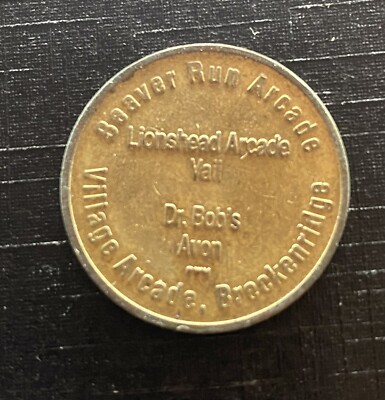 Beaver Run Arcade
Lionshead Arcade
Vail
Dr. Bob's
Avon
Village Arcade, Breckenridge